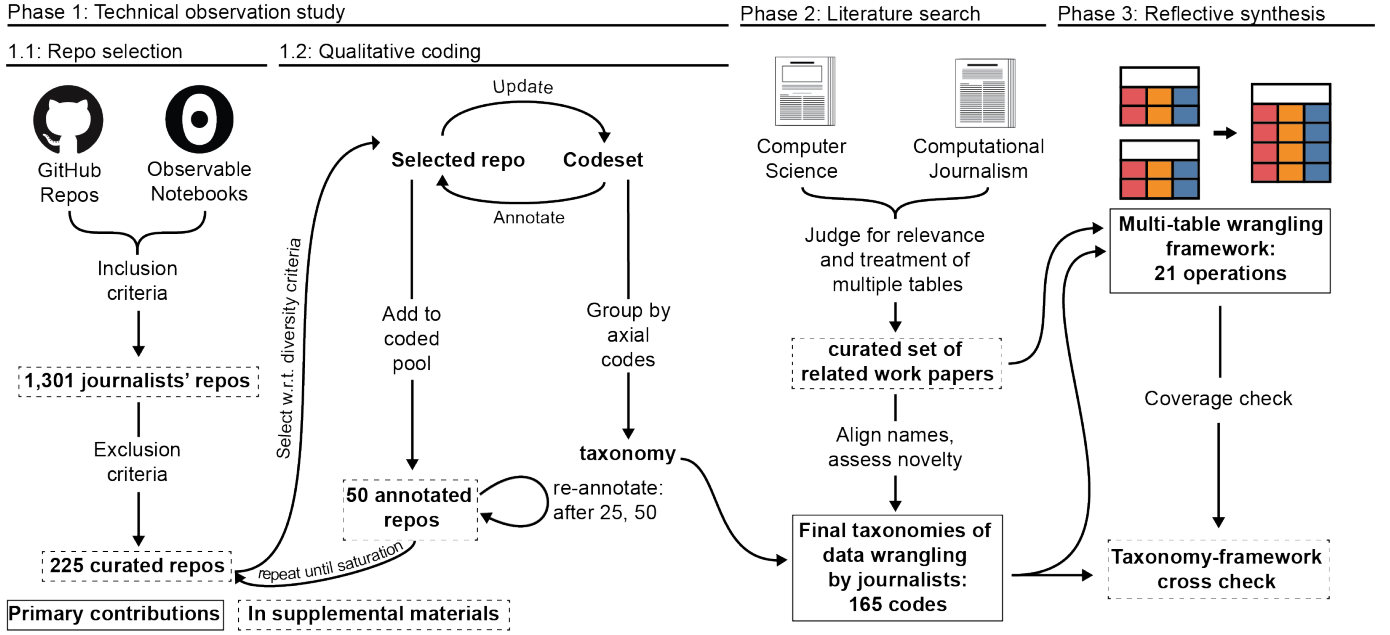 Phase 1: Technical observation study
1.1: Repo selection
GitHub
Repos
Observable
Notebooks
Inclusion
criteria
1,301 journalists' repos
Exclusion
criteria
225 curated repos
1.2: Qualitative coding
Select w.r.t. diversity criteria
Update
Selected repo
Codeset
Annotate
Add to
coded
pool
Group by
axial
codes
taxonomy
50 annotated
repos
re-annotate:
after 25, 50
repeat until saturation
Phase 2: Literature search
Computer
Science
Computational
Journalism
Judge for relevance
and treatment of
multiple tables
curated set of
related work papers
Align names,
assess novelty
Final taxonomies of
data wrangling
by journalists:
165 codes
Phase 3: Reflective synthesis
Multi-table wrangling
framework:
21 operations
Coverage check
Taxonomy-framework
cross check
Primary contributions
In supplemental materials